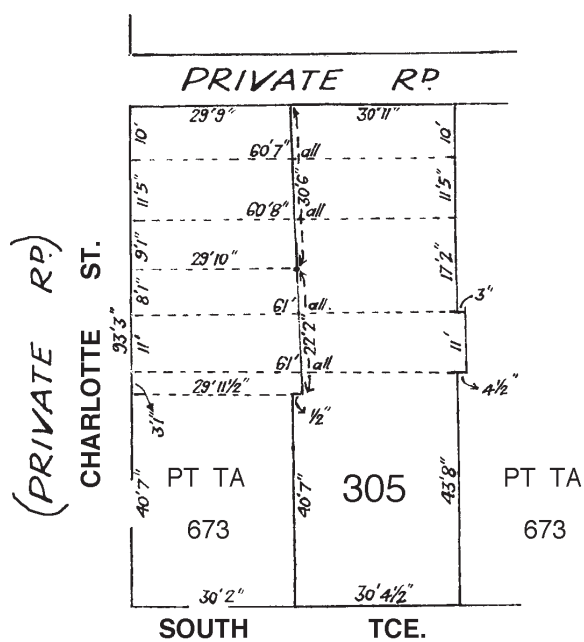 PRIVATE RD.
29'9" 30'11"
10' 10'
60'7" all
11'5" 30'6" 11'5"
60'8" all
9'1" 17'2"
29'10"
8'1"
61' all. 3"
93'3" 11' 22'2" 11'
61' all
29'11½" 4½"
3'1" ½"
(PRIVATE RD.)
CHARLOTTE ST.
PT TA 305 PT TA
40'7" 40'7" 43'8"
673 673
30'2" 30'4½"
SOUTH TCE.